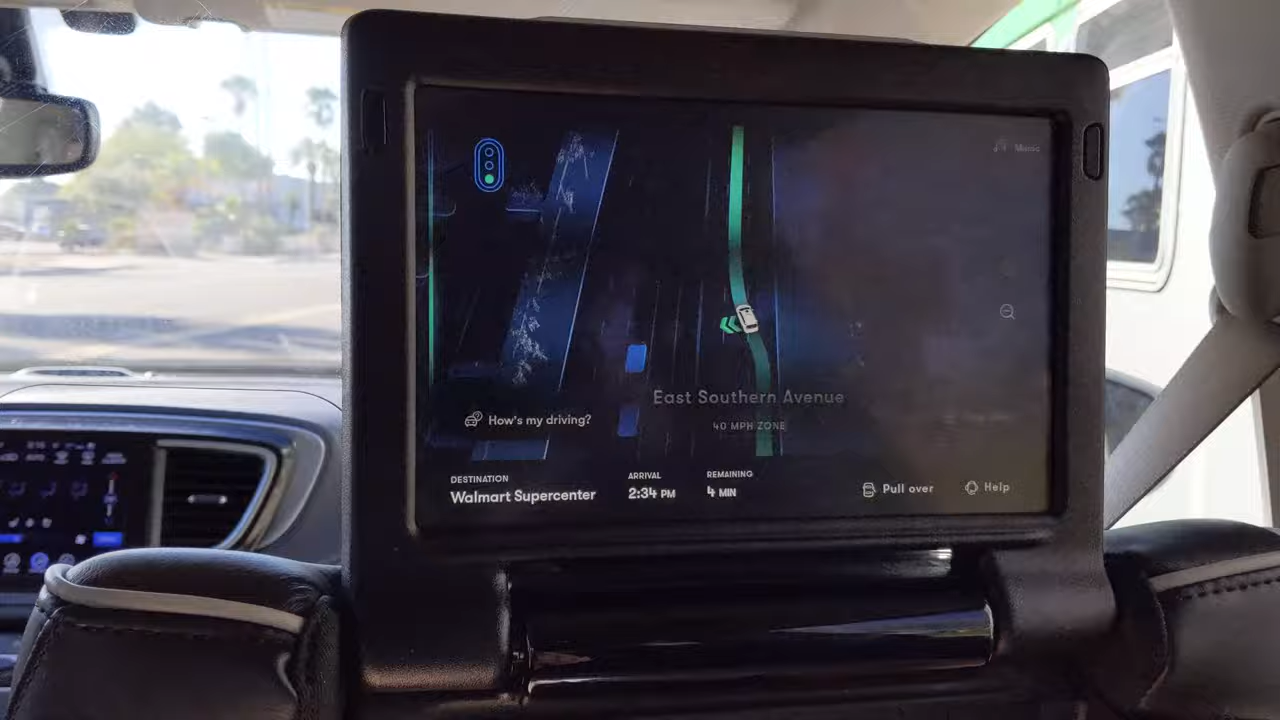 Music
How's my driving?
East Southern Avenue
40 MPH ZONE
DESTINATION
Walmart Supercenter
ARRIVAL
2:34 PM
REMAINING
4 MIN
Pull over
Help